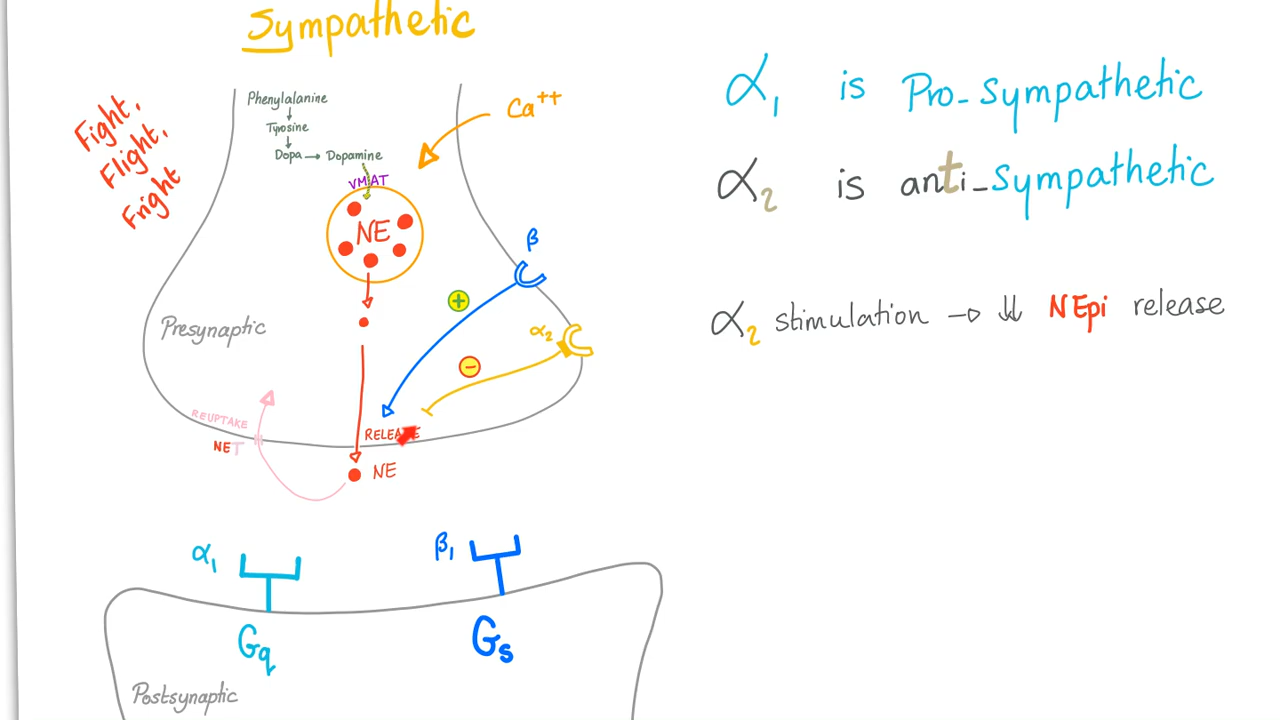 Sympathetic
Fight,
Flight,
Fright
Phenylalanine
Tyrosine
Dopa → Dopamine
VMAT
NE
Ca++
β
+
α2
−
Presynaptic
REUPTAKE
NET
RELEASE
NE
α1
β1
Gq
Gs
Postsynaptic
α1 is Pro-Sympathetic
α2 is anti-Sympathetic
α2 stimulation → ↓↓ NEpi release